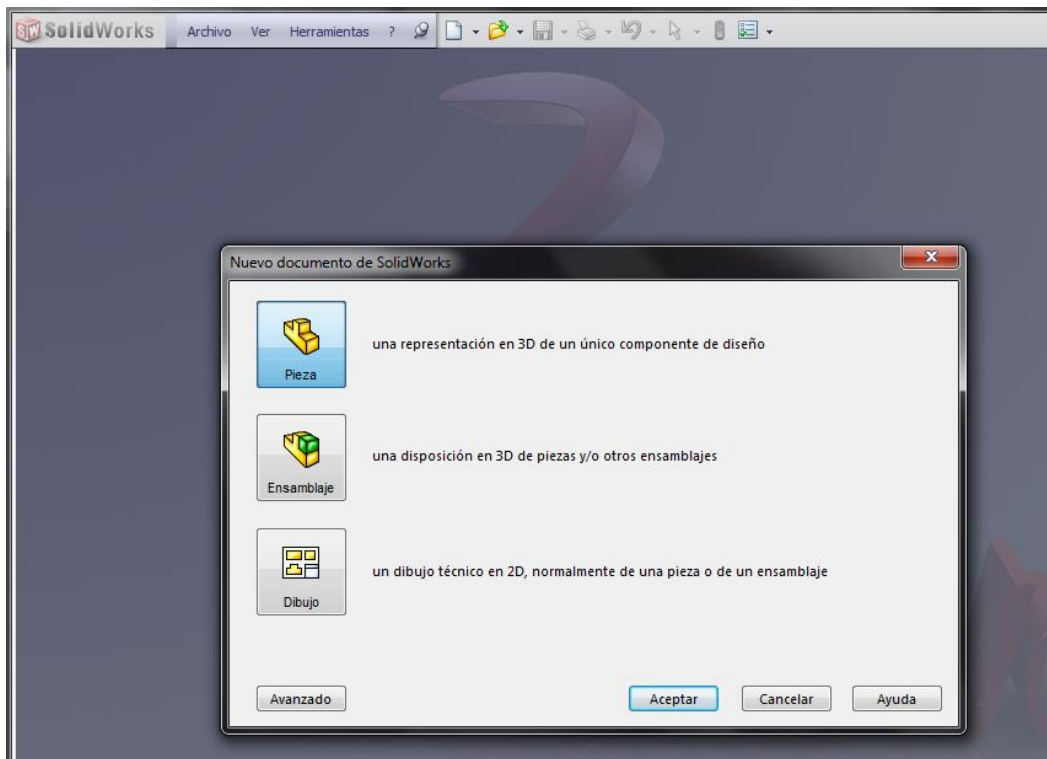 SolidWorks Archivo Ver Herramientas ?
Nuevo documento de SolidWorks
una representación en 3D de un único componente de diseño
Pieza
una disposición en 3D de piezas y/o otros ensamblajes
Ensamblaje
un dibujo técnico en 2D, normalmente de una pieza o de un ensamblaje
Dibujo
Avanzado Aceptar Cancelar Ayuda